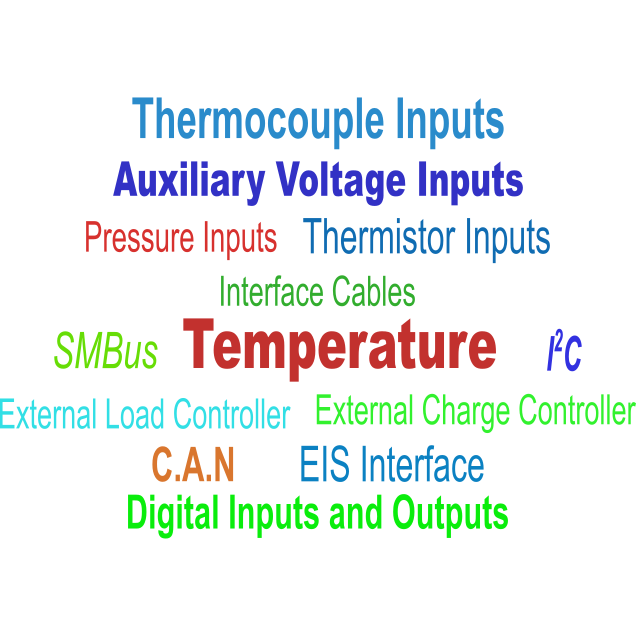 Thermocouple Inputs
Auxiliary Voltage Inputs
Pressure Inputs Thermistor Inputs
Interface Cables
SMBus Temperature I²C
External Load Controller External Charge Controller
C.A.N EIS Interface
Digital Inputs and Outputs